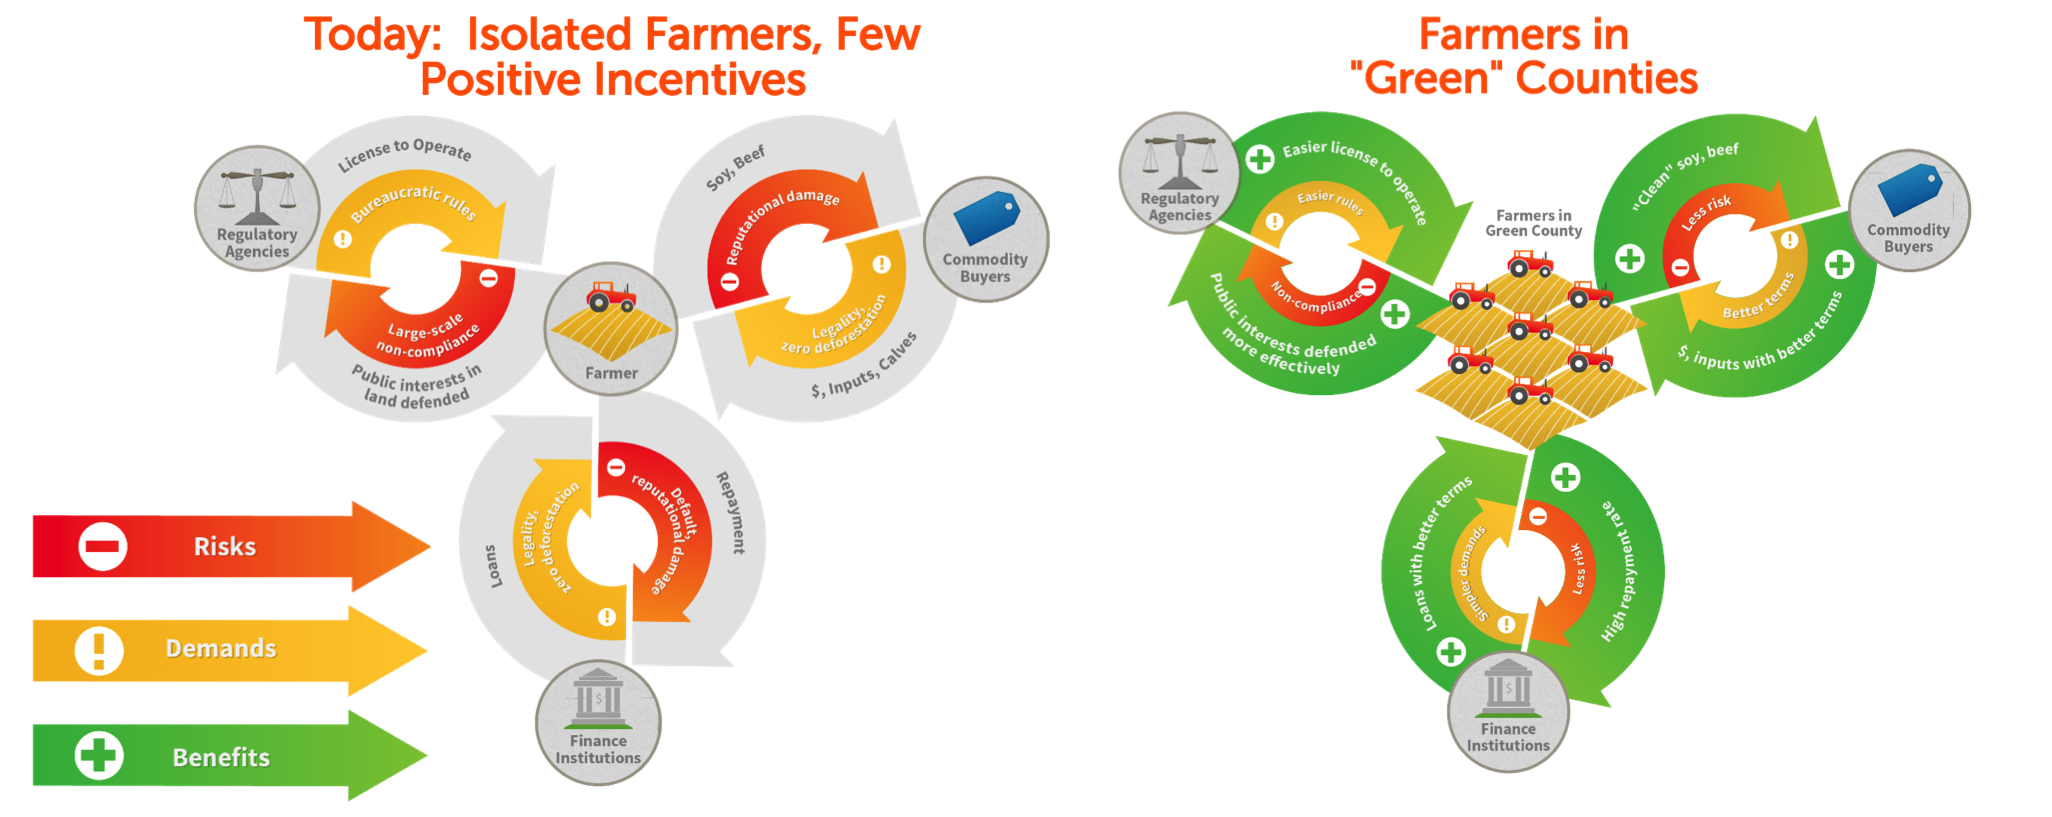 Today:  Isolated Farmers, Few
Positive Incentives
Regulatory
Agencies
License to Operate
Bureaucratic rules
Large-scale
non-compliance
Public interests in
land defended
Farmer
Soy, Beef
Reputational damage
Legality,
zero deforestation
$, Inputs, Calves
Commodity
Buyers
Loans
Legality,
zero deforestation
Default,
reputational damage
Repayment
$
Finance
Institutions
Risks
Demands
Benefits
Farmers in
"Green" Counties
Regulatory
Agencies
Easier license to operate
Easier rules
Non-compliance
Public interests defended
more effectively
Farmers in
Green County
"Clean" soy, beef
Less risk
Better terms
$, inputs with better terms
Commodity
Buyers
Loans with better terms
Simpler demands
Less risk
High repayment rate
$
Finance
Institutions